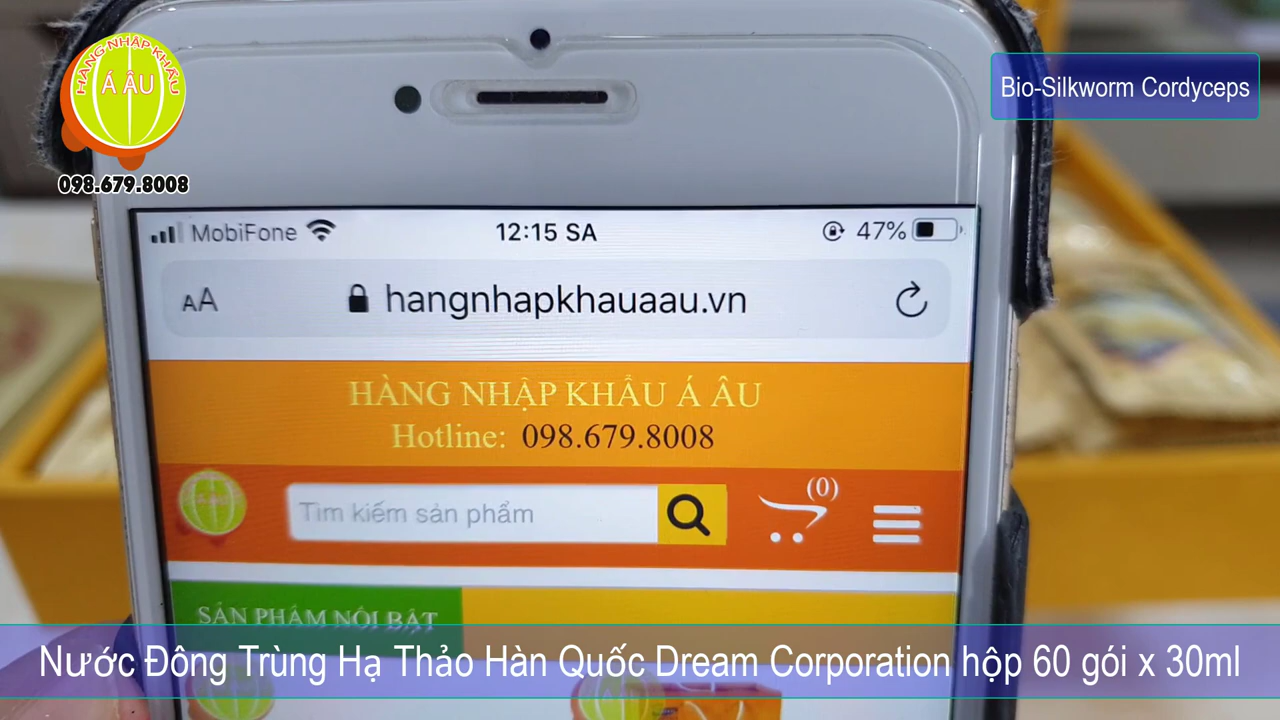 HÀNG NHẬP KHẨU
Á ÂU
098.679.8008
Bio-Silkworm Cordyceps
MobiFone
12:15 SA
47%
AA
hangnhapkhauaau.vn
HÀNG NHẬP KHẨU Á ÂU
Hotline: 098.679.8008
Á ÂU
Tìm kiếm sản phẩm
(0)
SẢN PHẨM NỔI BẬT
Nước Đông Trùng Hạ Thảo Hàn Quốc Dream Corporation hộp 60 gói x 30ml